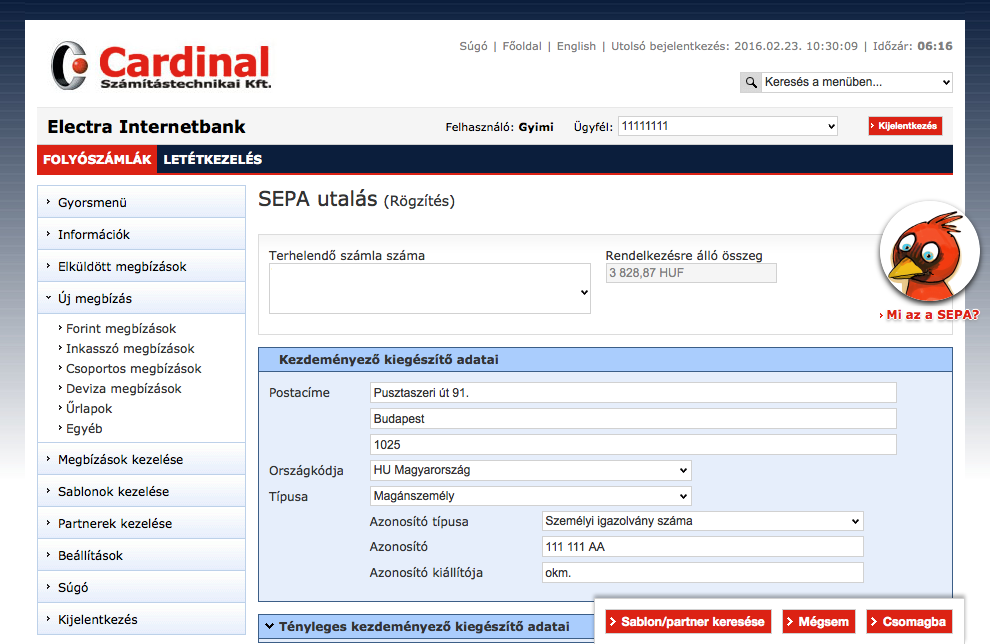 Cardinal
Számítástechnikai Kft.
Súgó | Főoldal | English | Utolsó bejelentkezés: 2016.02.23. 10:30:09 | Időzár: 06:16
Keresés a menüben...
Electra Internetbank
Felhasználó: Gyimi Ügyfél: 11111111 Kijelentkezés
FOLYÓSZÁMLÁK LETÉTKEZELÉS
Gyorsmenü
Információk
Elküldött megbízások
Új megbízás
Forint megbízások
Inkasszó megbízások
Csoportos megbízások
Deviza megbízások
Űrlapok
Egyéb
Megbízások kezelése
Sablonok kezelése
Partnerek kezelése
Beállítások
Súgó
Kijelentkezés
SEPA utalás (Rögzítés)
Terhelendő számla száma
Rendelkezésre álló összeg
3 828,87 HUF
Mi az a SEPA?
Kezdeményező kiegészítő adatai
Postacíme Pusztaszeri út 91.
Budapest
1025
Országkódja HU Magyarország
Típusa Magánszemély
Azonosító típusa Személyi igazolvány száma
Azonosító 111 111 AA
Azonosító kiállítója okm.
Tényleges kezdeményező kiegészítő adatai
Sablon/partner keresése Mégsem Csomagba